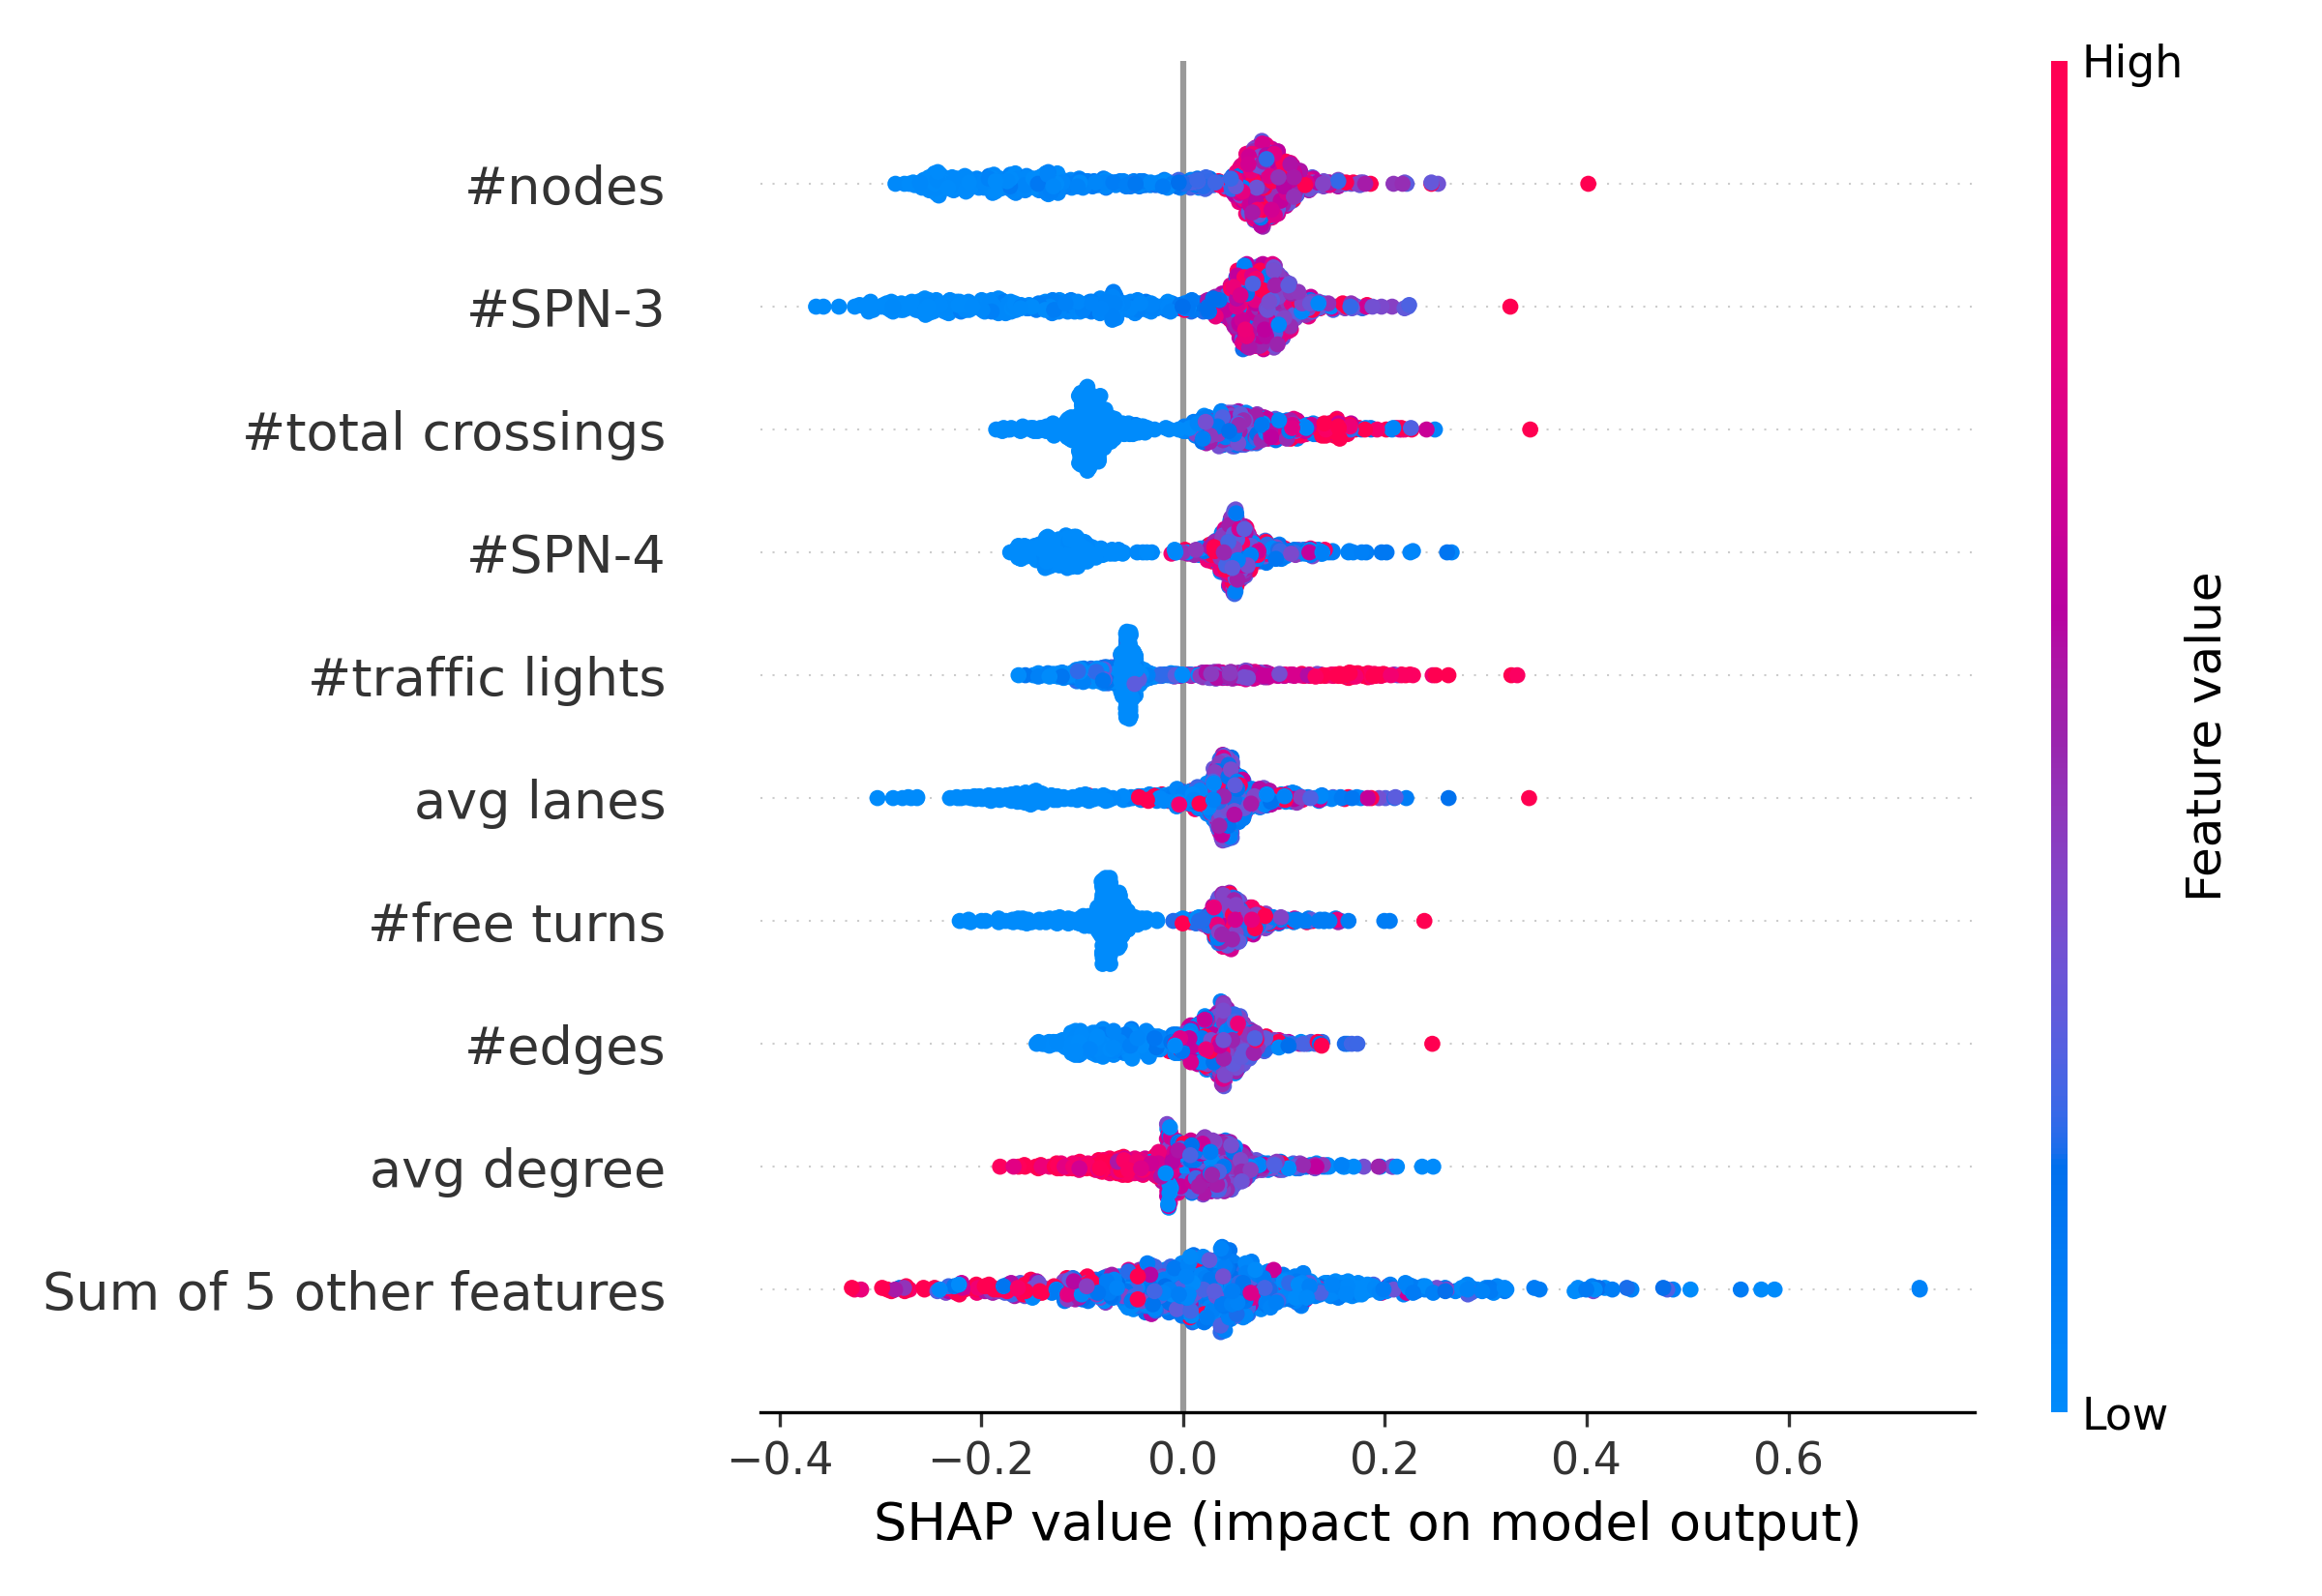 High
#nodes
#SPN-3
#total crossings
#SPN-4
#traffic lights
avg lanes
#free turns
#edges
avg degree
Sum of 5 other features
Feature value
Low
−0.4 −0.2 0.0 0.2 0.4 0.6
SHAP value (impact on model output)